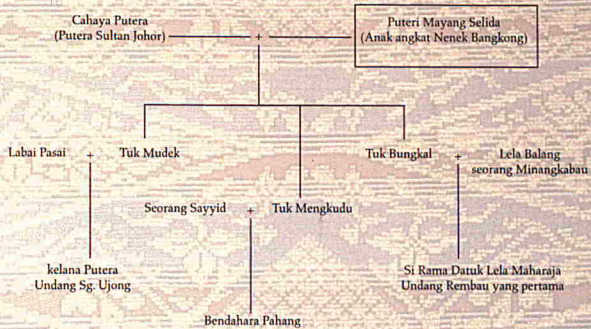 Cahaya Putera
(Putera Sultan Johor)
+
Puteri Mayang Selida
(Anak angkat Nenek Bangkong)
Labai Pasai + Tuk Mudek
Tuk Bungkal + Lela Balang
seorang Minangkabau
Seorang Sayyid + Tuk Mengkudu
kelana Putera
Undang Sg. Ujong
Si Rama Datuk Lela Maharaja
Undang Rembau yang pertama
Bendahara Pahang